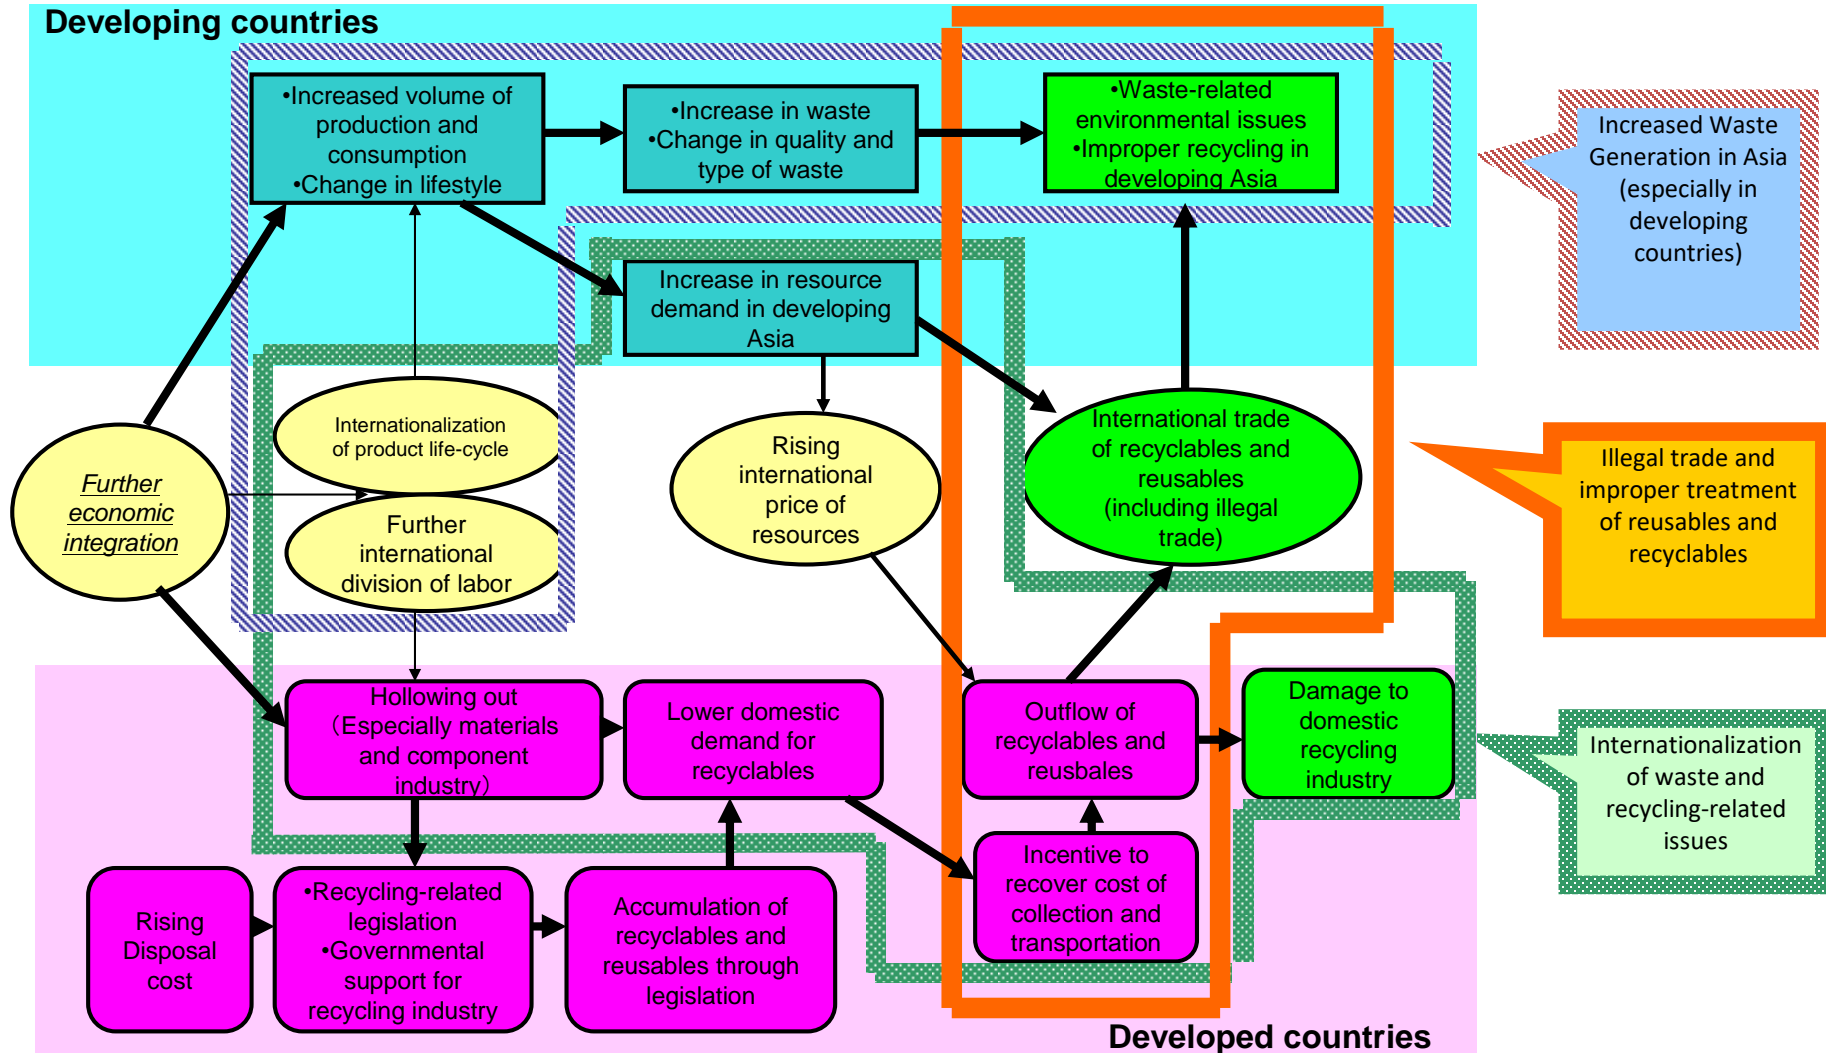 Developing countries
•Increased volume of
production and
consumption
•Change in lifestyle
•Increase in waste
•Change in quality and
type of waste
•Waste-related
environmental issues
•Improper recycling in
developing Asia
Increased Waste
Generation in Asia
(especially in
developing
countries)
Increase in resource
demand in developing
Asia
Further
economic
integration
Internationalization
of product life-cycle
Further
international
division of labor
Rising
international
price of
resources
International trade
of recyclables and
reusables
(including illegal
trade)
Illegal trade and
improper treatment
of reusables and
recyclables
Hollowing out
（Especially materials
and component
industry）
Lower domestic
demand for
recyclables
Outflow of
recyclables and
reusbales
Damage to
domestic
recycling
industry
Internationalization
of waste and
recycling-related
issues
Rising
Disposal
cost
•Recycling-related
legislation
•Governmental
support for
recycling industry
Accumulation of
recyclables and
reusables through
legislation
Incentive to
recover cost of
collection and
transportation
Developed countries